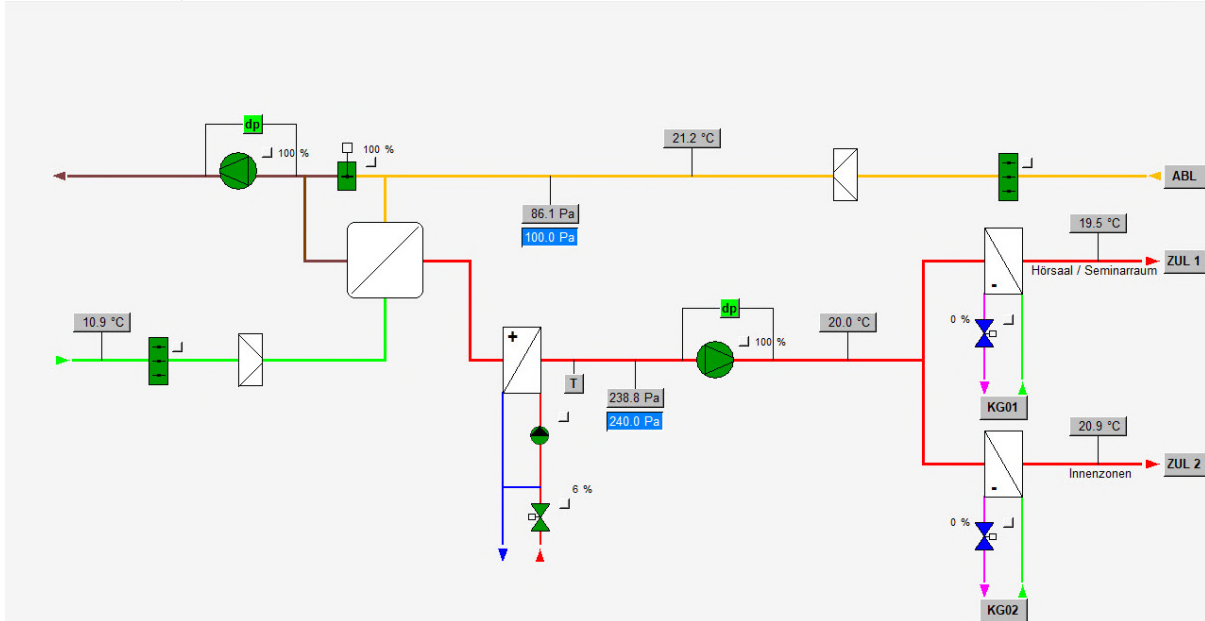 dp
100 %
100 %
21.2 °C
ABL
86.1 Pa
100.0 Pa
19.5 °C
ZUL 1
Hörsaal / Seminarraum
10.9 °C
dp
100 %
20.0 °C
0 %
+
-
T
238.8 Pa
240.0 Pa
KG01
20.9 °C
ZUL 2
Innenzonen
6 %
-
0 %
KG02